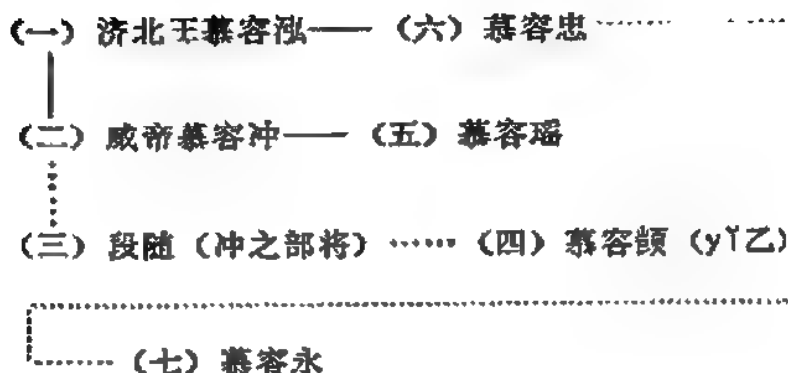 (一) 济北王慕容泓——(六) 慕容忠……
(二) 威帝慕容冲——(五) 慕容瑶
(三) 段随 (冲之部将) ……(四) 慕容顗 (yǐ乙)
……(七) 慕容永